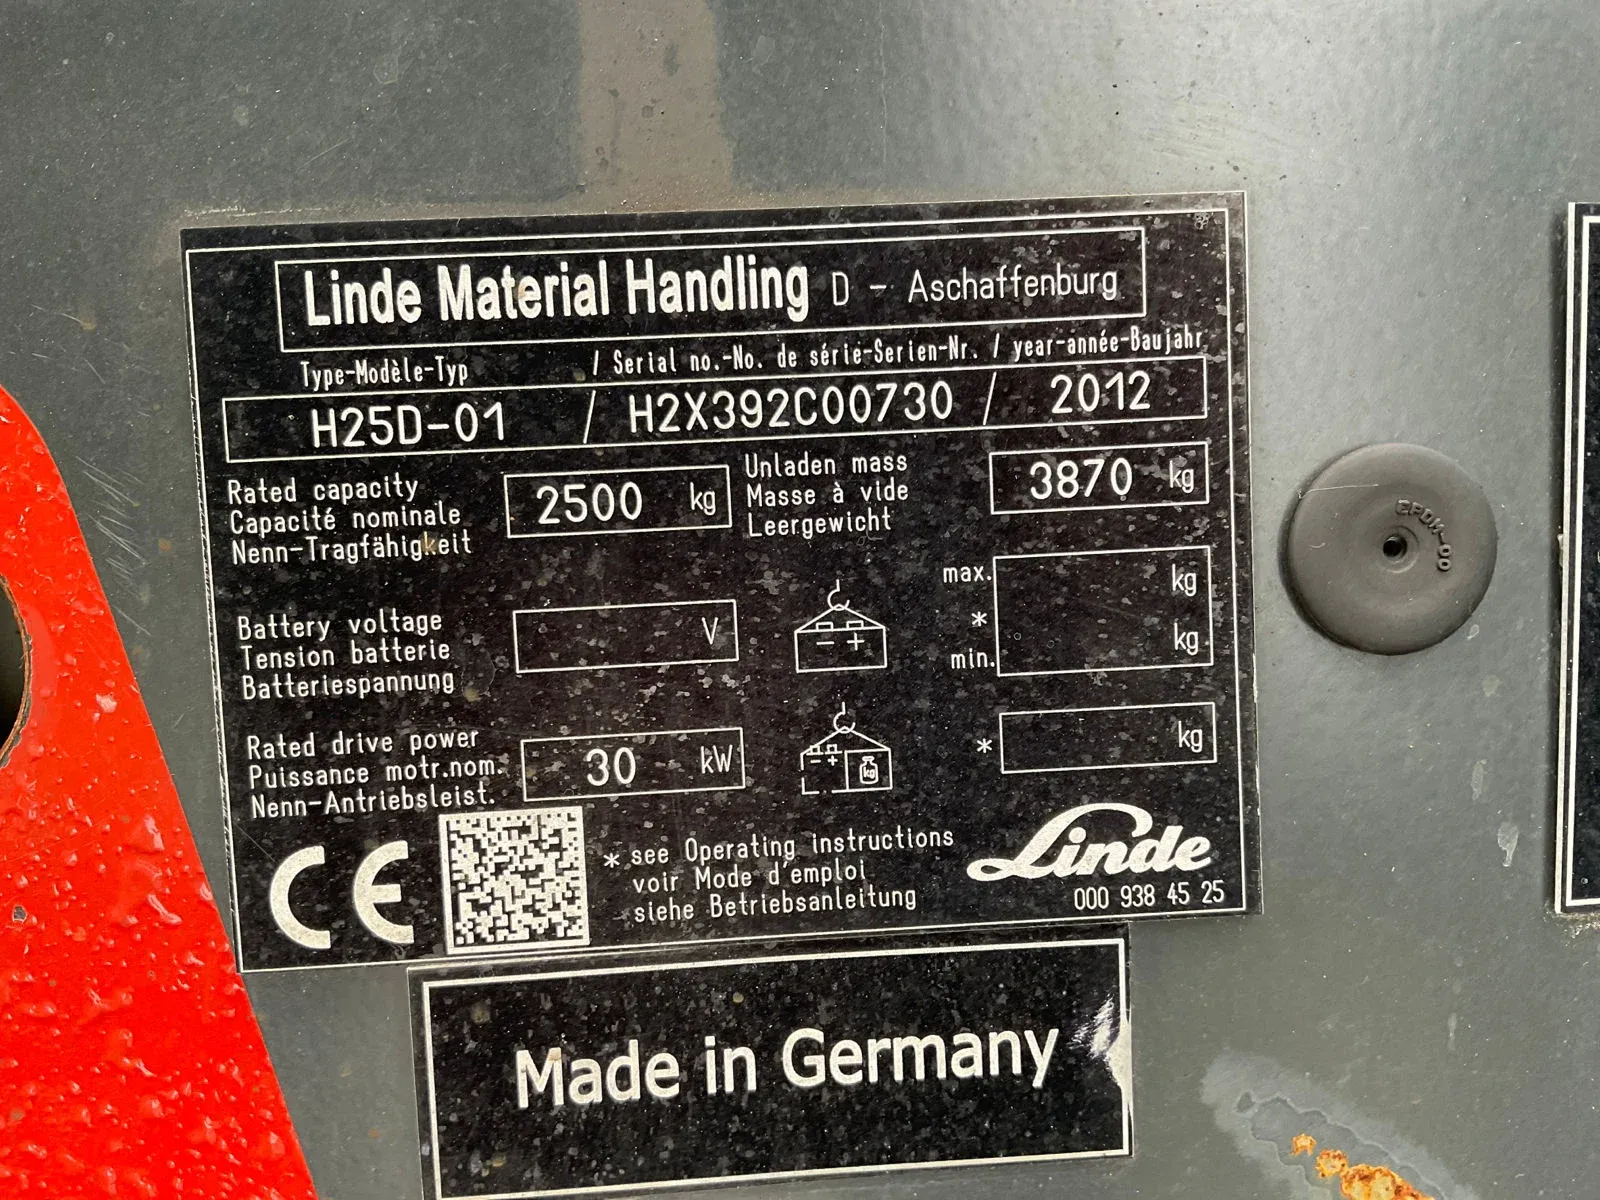 Linde Material Handling D - Aschaffenburg
Type-Modèle-Typ / Serial no.-No. de série-Serien-Nr. / year-année-Baujahr
H25D-01 / H2X392C00730 / 2012
Rated capacity
Capacité nominale
Nenn-Tragfähigkeit
2500 kg
Unladen mass
Masse à vide
Leergewicht
3870 kg
Battery voltage
Tension batterie
Batteriespannung
V
- +
max. kg
*
min. kg
Rated drive power
Puissance motr.nom.
Nenn-Antriebsleist.
30 kW
- + kg
* kg
CE
* see Operating instructions
voir Mode d'emploi
siehe Betriebsanleitung
Linde
000 938 45 25
Made in Germany
EPDM-90